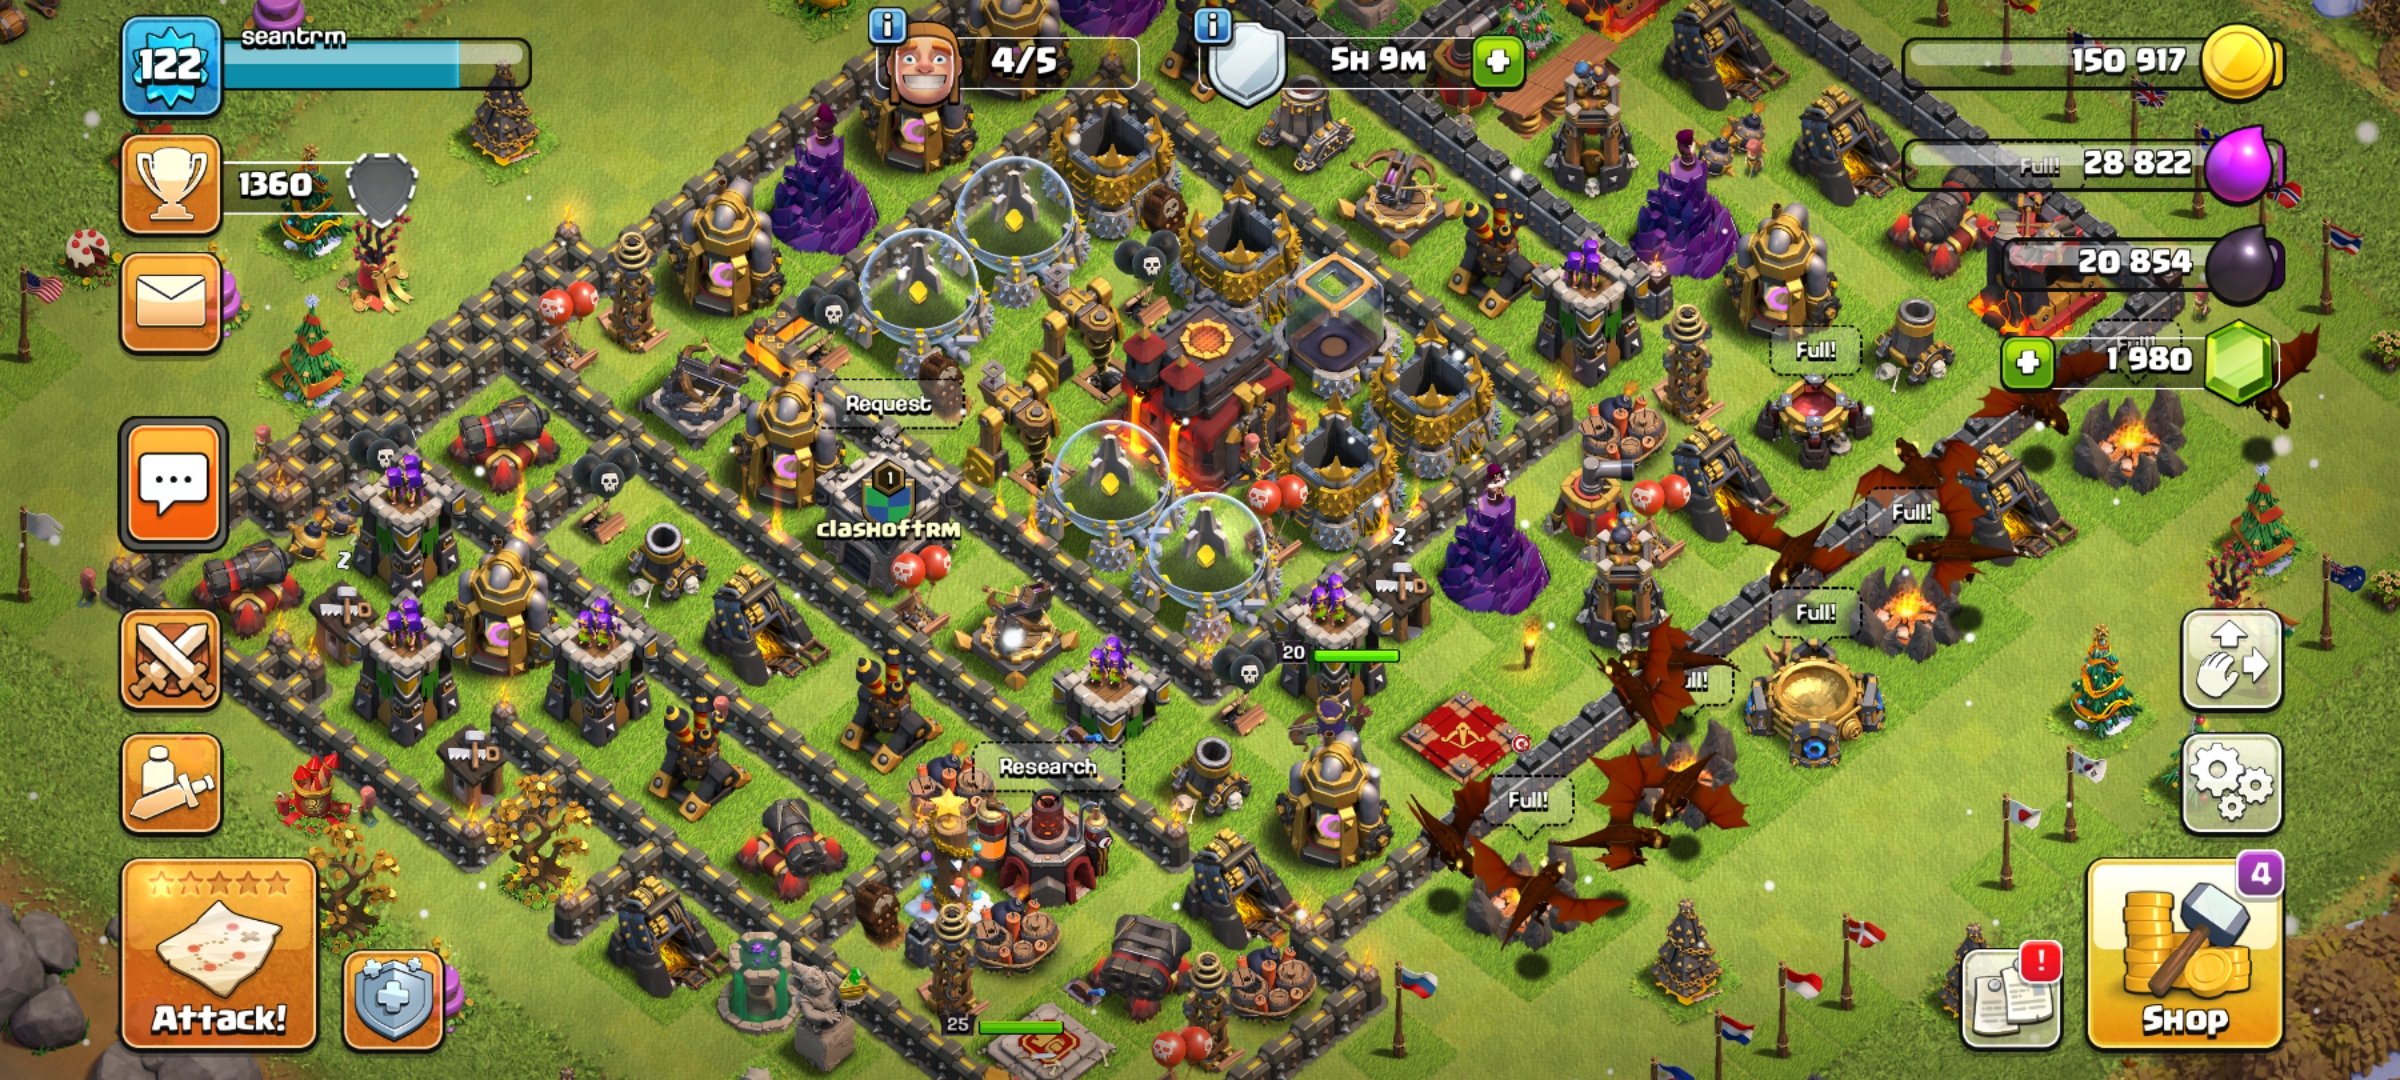 122
seantrm
4/5
5H 9M
150 917
1360
Full!
28 822
20 854
Full!
1 980
Request
1
clashoftRM
Full!
Full!
20
Research
Full!
25
4
Attack!
!
Shop